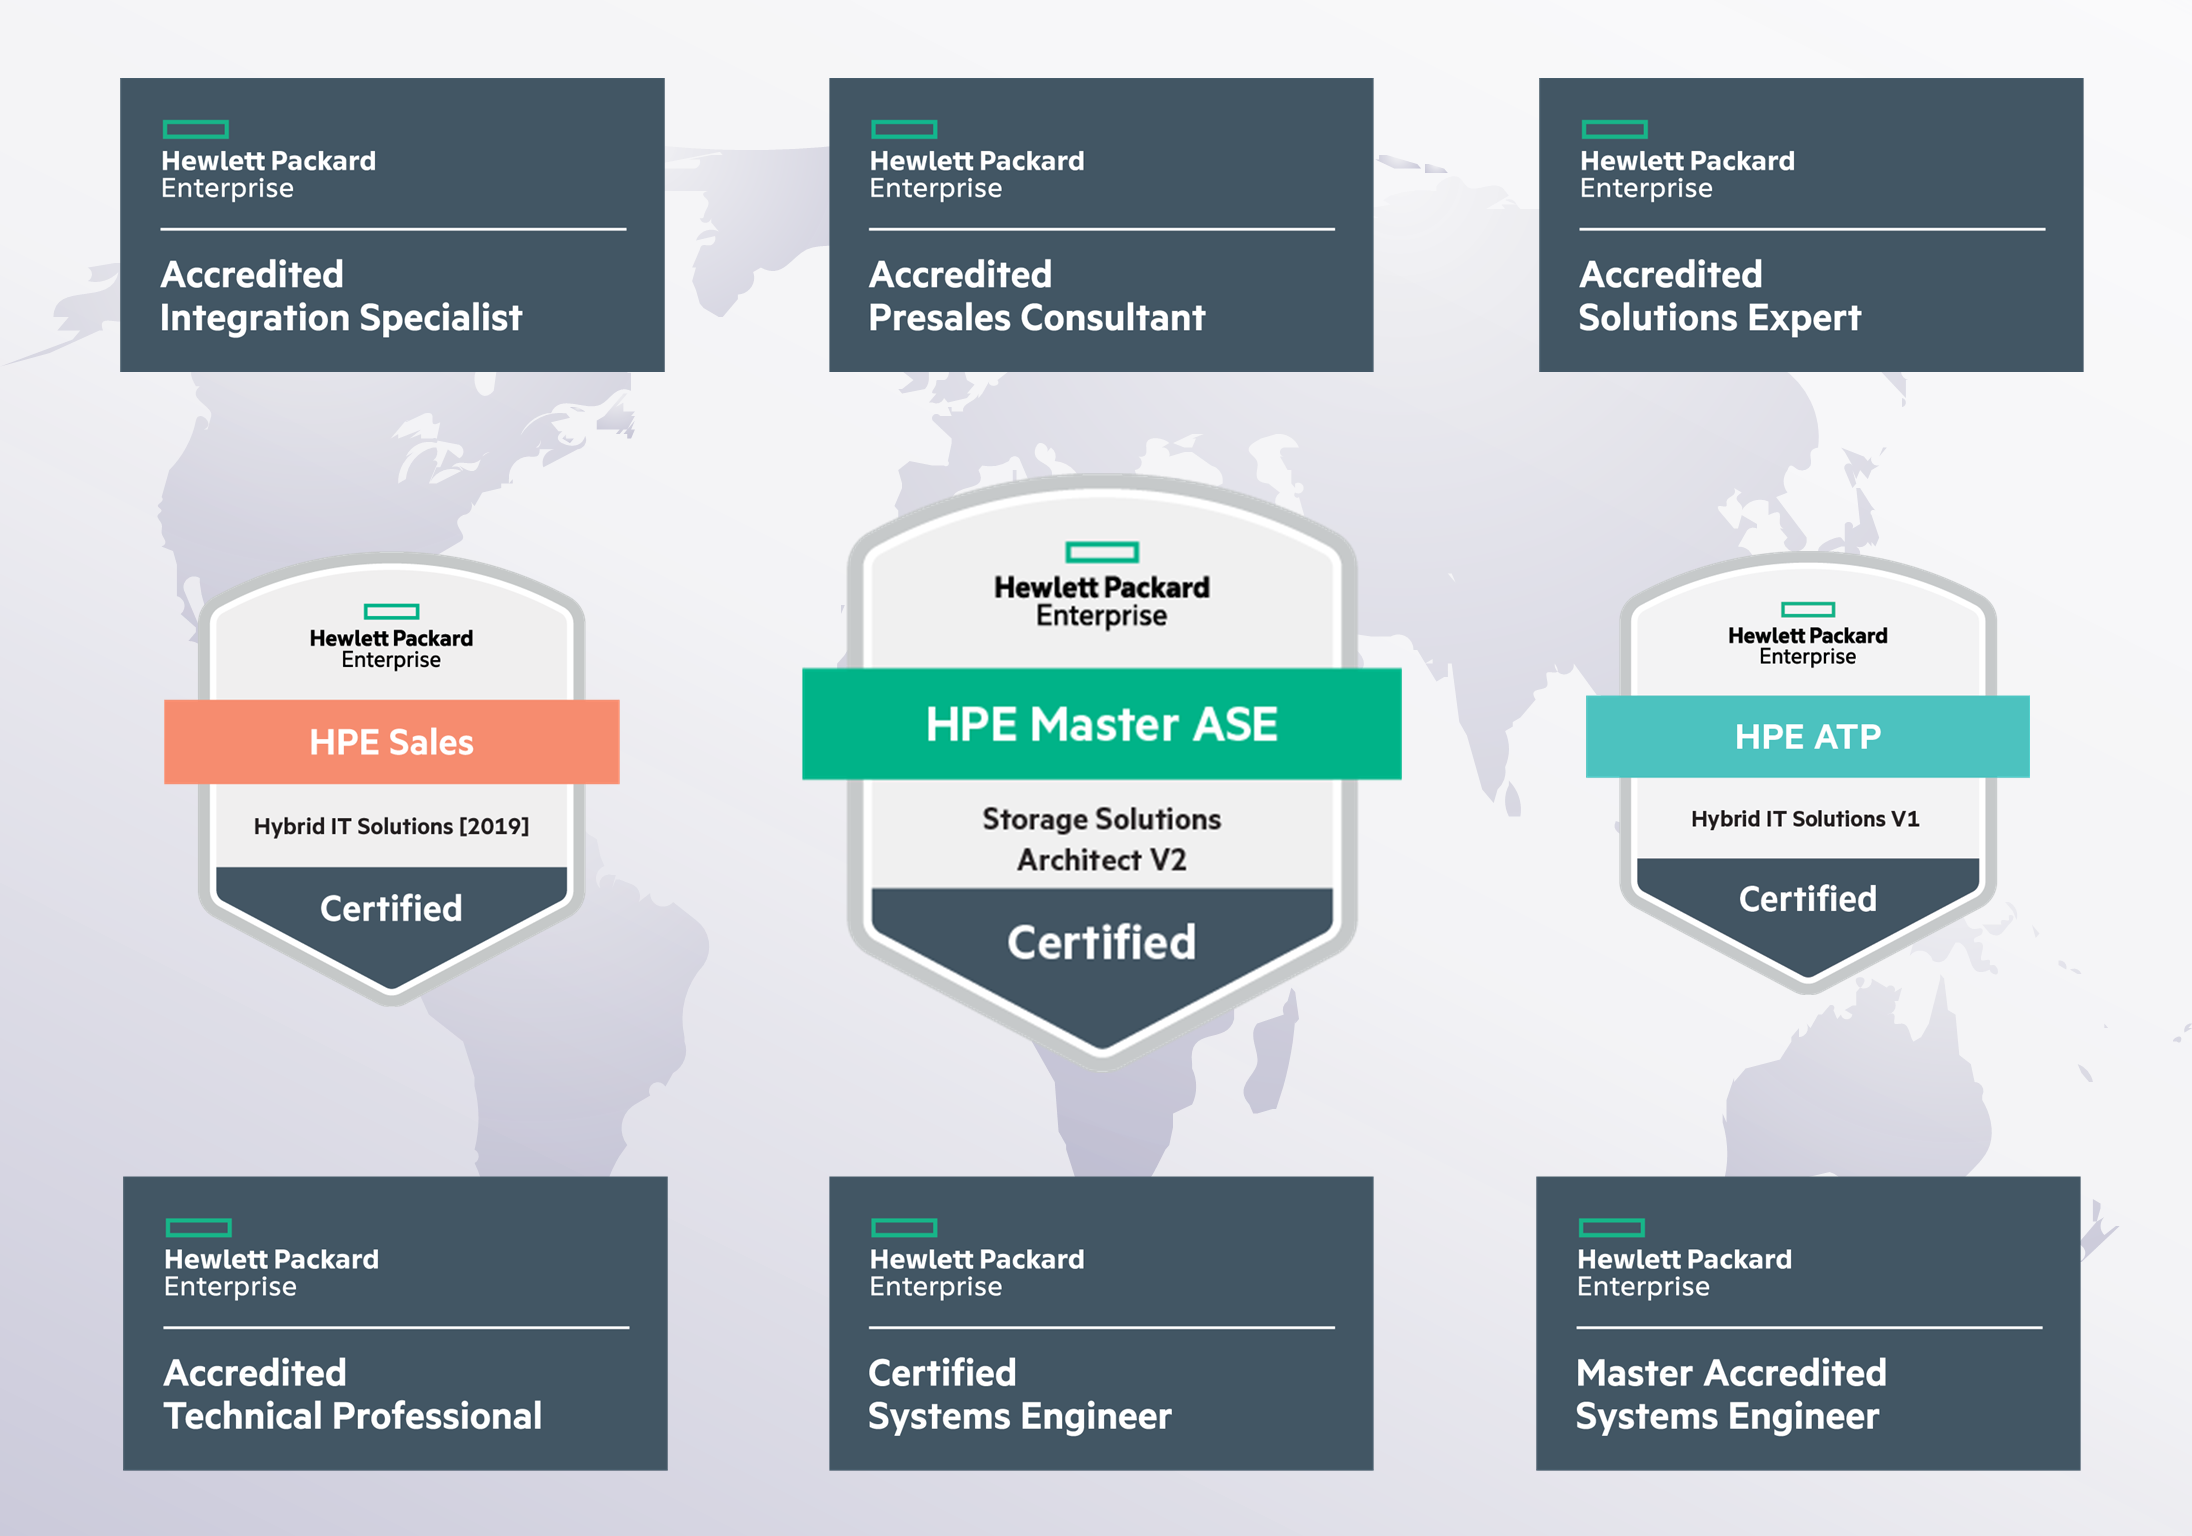 Hewlett Packard
Enterprise
Accredited
Integration Specialist
Hewlett Packard
Enterprise
Accredited
Presales Consultant
Hewlett Packard
Enterprise
Accredited
Solutions Expert
Hewlett Packard
Enterprise
HPE Sales
Hybrid IT Solutions [2019]
Certified
Hewlett Packard
Enterprise
HPE Master ASE
Storage Solutions
Architect V2
Certified
Hewlett Packard
Enterprise
HPE ATP
Hybrid IT Solutions V1
Certified
Hewlett Packard
Enterprise
Accredited
Technical Professional
Hewlett Packard
Enterprise
Certified
Systems Engineer
Hewlett Packard
Enterprise
Master Accredited
Systems Engineer